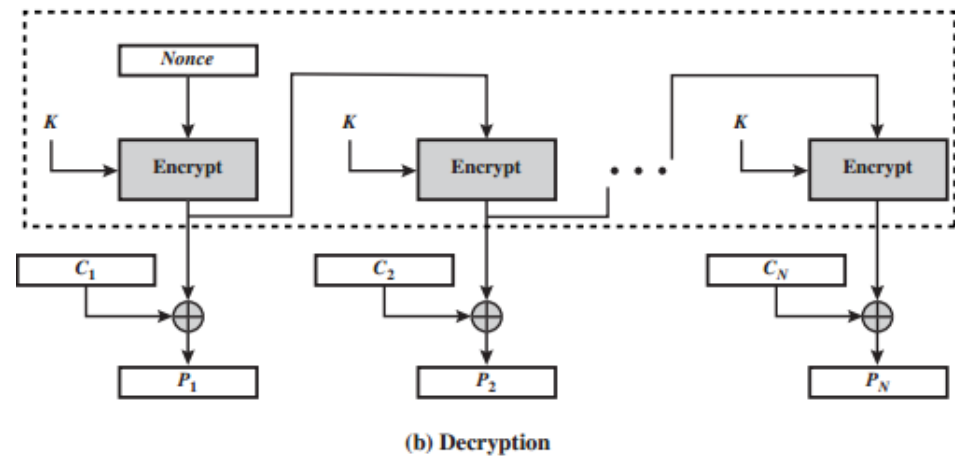 Nonce
K K K
Encrypt Encrypt • • • Encrypt
C1 C2 CN
P1 P2 PN
(b) Decryption